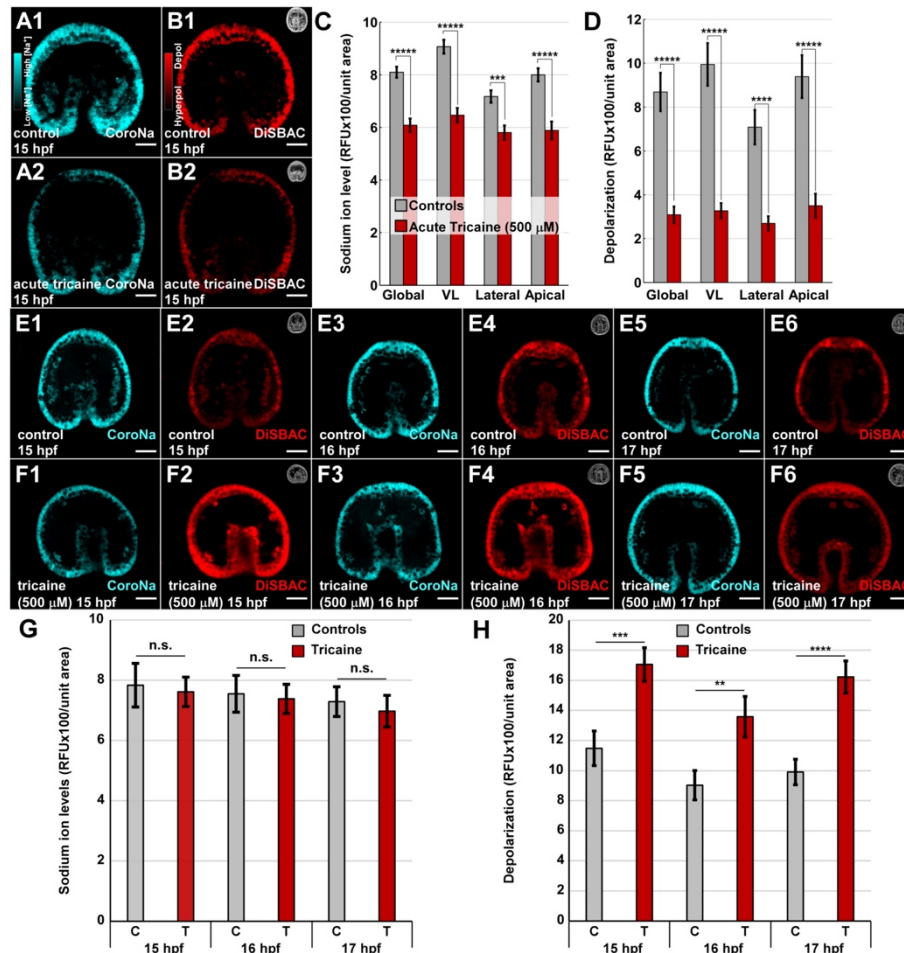 A1
High [Na+]
Low [Na+]
control
15 hpf
CoroNa
B1
Depol
Hyperpol
control
15 hpf
DiSBAC
A2
acute tricaine
15 hpf
CoroNa
B2
acute tricaine
15 hpf
DiSBAC
C
Sodium ion level (RFUx100/unit area)
10
8
6
4
2
0
*****
*****
***
*****
Controls
Acute Tricaine (500 μM)
Global VL Lateral Apical
D
Depolarization (RFUx100/unit area)
12
10
8
6
4
2
0
*****
*****
****
*****
Global VL Lateral Apical
E1
control
15 hpf
CoroNa
E2
control
15 hpf
DiSBAC
E3
control
16 hpf
CoroNa
E4
control
16 hpf
DiSBAC
E5
control
17 hpf
CoroNa
E6
control
17 hpf
DiSBAC
F1
tricaine CoroNa
(500 μM) 15 hpf
F2
tricaine DiSBAC
(500 μM) 15 hpf
F3
tricaine CoroNa
(500 μM) 16 hpf
F4
tricaine DiSBAC
(500 μM) 16 hpf
F5
tricaine CoroNa
(500 μM) 17 hpf
F6
tricaine DiSBAC
(500 μM) 17 hpf
G
Sodium ion levels (RFUx100/unit area)
10
8
6
4
2
0
Controls
Tricaine
n.s.
n.s.
n.s.
C T C T C T
15 hpf 16 hpf 17 hpf
H
Depolarization (RFUx100/unit area)
20
18
16
14
12
10
8
6
4
2
0
Controls
Tricaine
***
**
****
C T C T C T
15 hpf 16 hpf 17 hpf